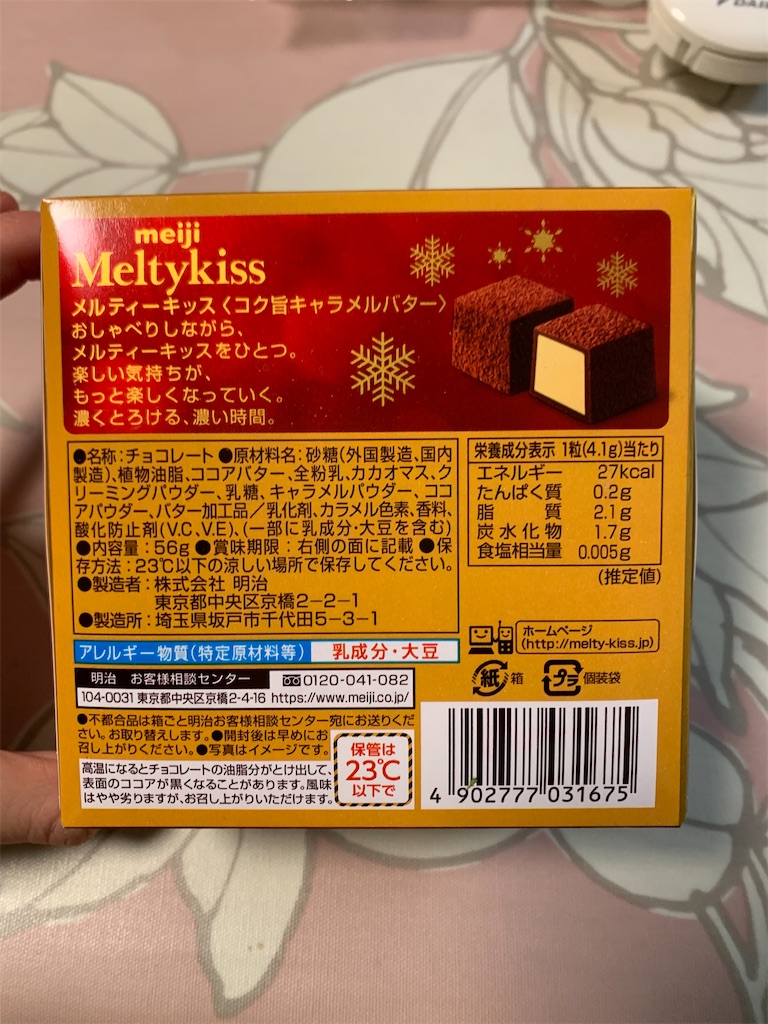 meiji
Meltykiss
メルティーキッス〈コク旨キャラメルバター〉
おしゃべりしながら、
メルティーキッスをひとつ。
楽しい気持ちが、
もっと楽しくなっていく。
濃くとろける、濃い時間。
●名称：チョコレート ●原材料名：砂糖（外国製造、国内
製造）、植物油脂、ココアバター、全粉乳、カカオマス、ク
リーミングパウダー、乳糖、キャラメルパウダー、ココ
アパウダー、バター加工品／乳化剤、カラメル色素、香料、
酸化防止剤（V.C、V.E）、（一部に乳成分・大豆を含む）
●内容量：56g ●賞味期限：右側の面に記載 ●保
存方法：23℃以下の涼しい場所で保存してください。
●製造者：株式会社 明治
東京都中央区京橋2-2-1
●製造所：埼玉県坂戸市千代田5-3-1
栄養成分表示 1粒(4.1g)当たり
エネルギー 27kcal
たんぱく質 0.2g
脂質 2.1g
炭水化物 1.7g
食塩相当量 0.005g
(推定値)
ホームページ
(http://melty-kiss.jp)
紙 箱
プラ 個装袋
アレルギー物質（特定原材料等） 乳成分・大豆
明治 お客様相談センター 0120-041-082
104-0031 東京都中央区京橋2-4-16 https://www.meiji.co.jp/
●不都合品は箱ごと明治お客様相談センター宛にお送りくだ
さい。お取り替えします。●開封後は早めにお
召し上がりください。●写真はイメージです。
高温になるとチョコレートの油脂分がとけ出して、
表面のココアが黒くなることがあります。風味
はやや劣りますが、お召し上がりいただけます。
保管は
23℃
以下で
4 902777 031675